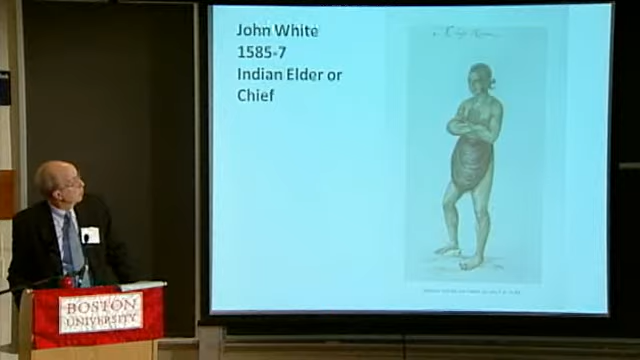 John White
1585-7
Indian Elder or
Chief
BOSTON
UNIVERSITY